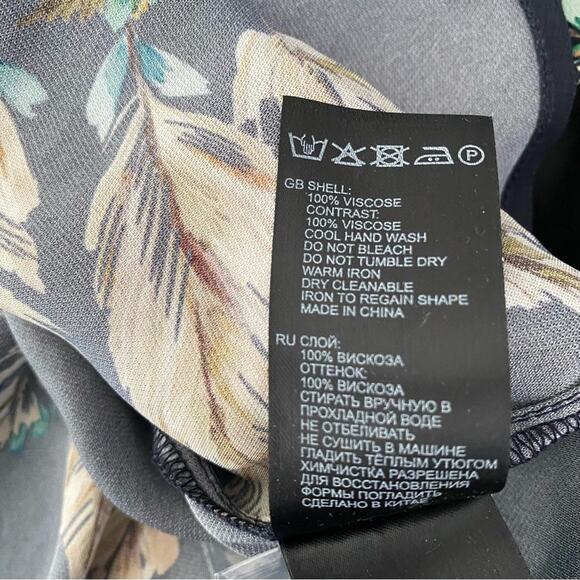 P
GB SHELL:
100% VISCOSE
CONTRAST:
100% VISCOSE
COOL HAND WASH
DO NOT BLEACH
DO NOT TUMBLE DRY
WARM IRON
DRY CLEANABLE
IRON TO REGAIN SHAPE
MADE IN CHINA
RU СЛОЙ:
100% ВИСКОЗА
ОТТЕНОК:
100% ВИСКОЗА
СТИРАТЬ ВРУЧНУЮ В
ПРОХЛАДНОЙ ВОДЕ
НЕ ОТБЕЛИВАТЬ
НЕ СУШИТЬ В МАШИНЕ
ГЛАДИТЬ ТЁПЛЫМ УТЮГОМ
ХИМЧИСТКА РАЗРЕШЕНА
ДЛЯ ВОССТАНОВЛЕНИЯ
ФОРМЫ ПОГЛАДИТЬ
СДЕЛАНО В КИТАЕ